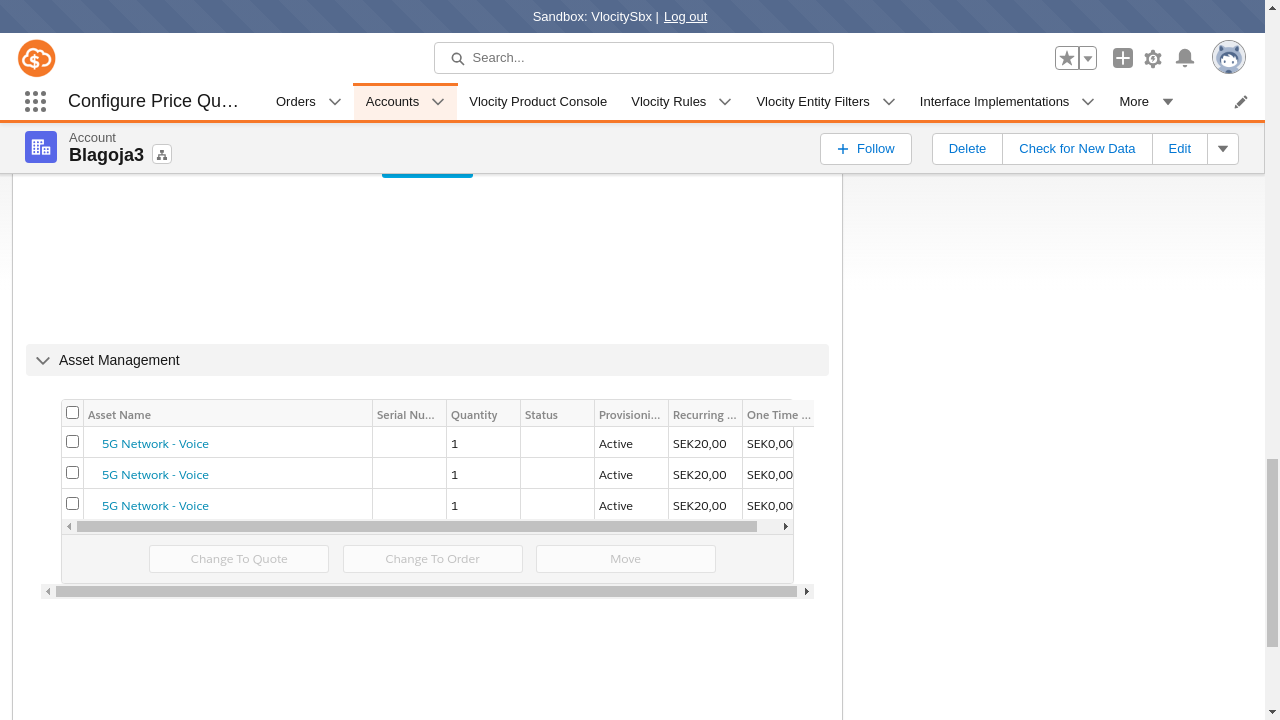 Sandbox: VlocitySbx | Log out
Search...
Configure Price Qu... Orders Accounts Vlocity Product Console Vlocity Rules Vlocity Entity Filters Interface Implementations More
Account
Blagoja3
Follow Delete Check for New Data Edit
Asset Management
Asset Name Serial Nu... Quantity Status Provisioni... Recurring ... One Time ...
5G Network - Voice 1 Active SEK20,00 SEK0,00
5G Network - Voice 1 Active SEK20,00 SEK0,00
5G Network - Voice 1 Active SEK20,00 SEK0,00
Change To Quote Change To Order Move